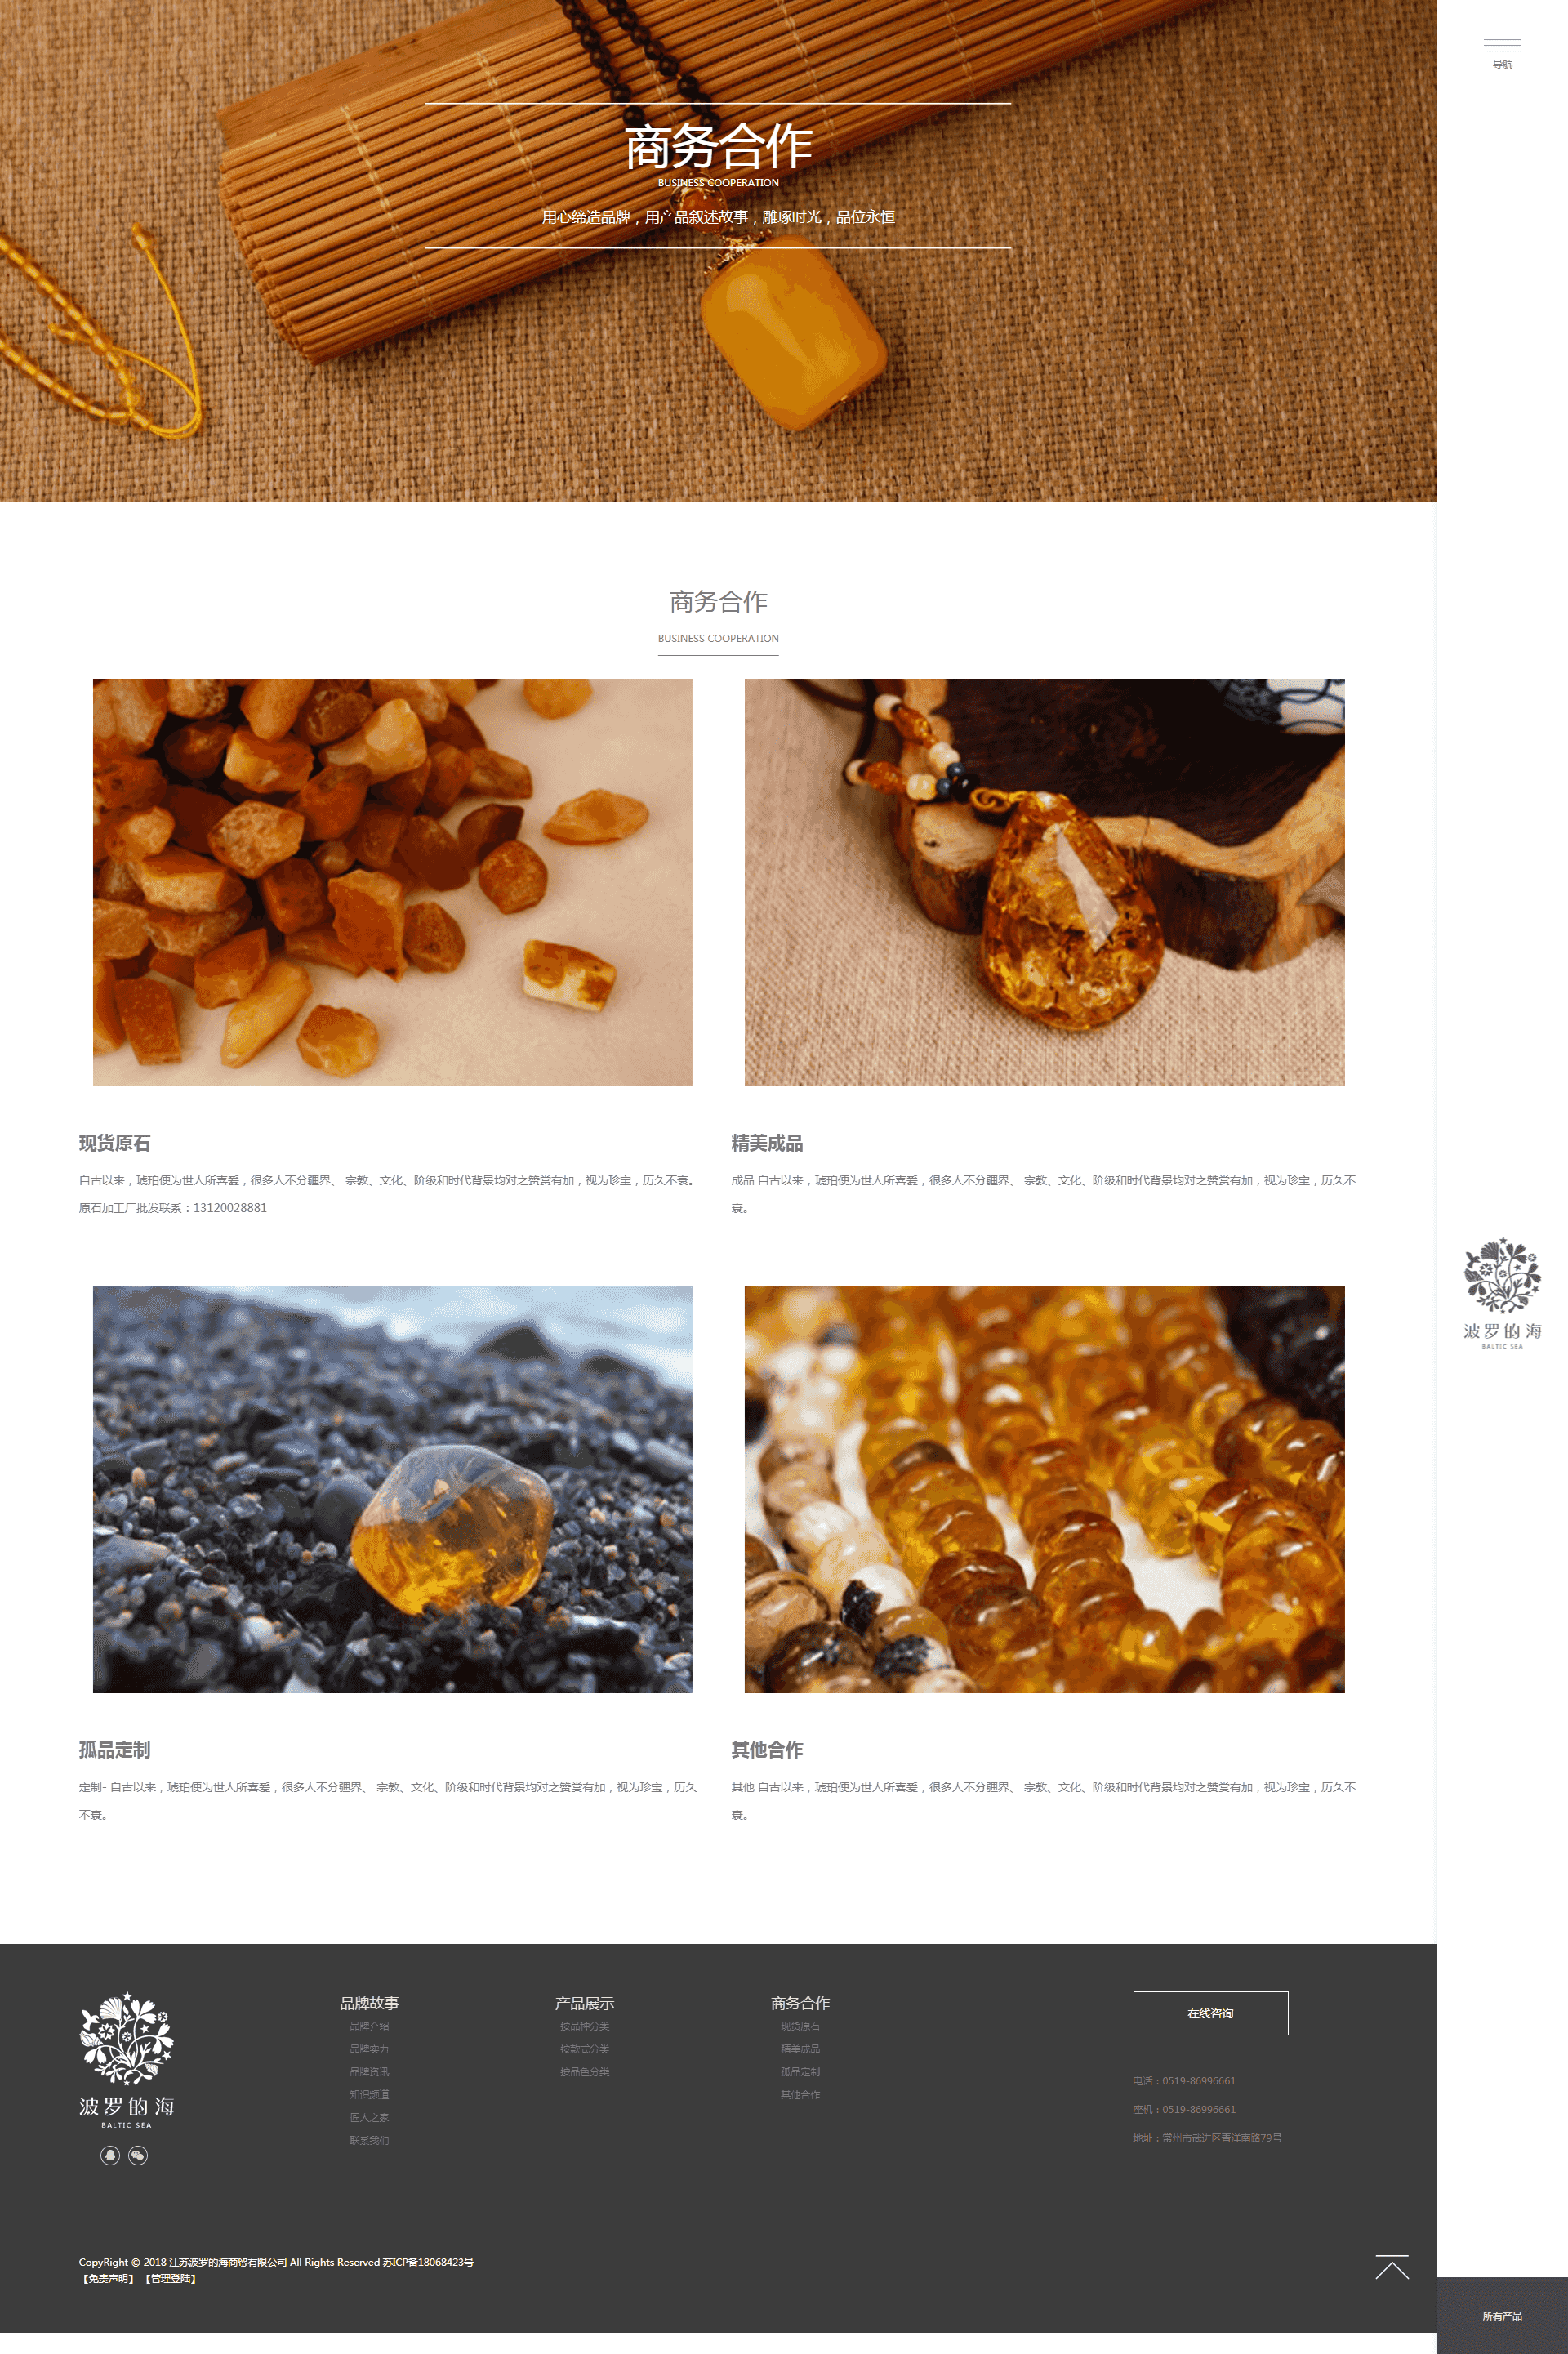 导航
商务合作
BUSINESS COOPERATION
用心缔造品牌，用产品叙述故事，雕琢时光，品位永恒
商务合作
BUSINESS COOPERATION
现货原石
自古以来，琥珀便为世人所喜爱，很多人不分疆界、 宗教、文化、阶级和时代背景均对之赞赏有加，视为珍宝，历久不衰。
原石加工厂批发联系：13120028881
精美成品
成品 自古以来，琥珀便为世人所喜爱，很多人不分疆界、 宗教、文化、阶级和时代背景均对之赞赏有加，视为珍宝，历久不
衰。
波罗的海
BALTIC SEA
孤品定制
定制- 自古以来，琥珀便为世人所喜爱，很多人不分疆界、 宗教、文化、阶级和时代背景均对之赞赏有加，视为珍宝，历久
不衰。
其他合作
其他 自古以来，琥珀便为世人所喜爱，很多人不分疆界、 宗教、文化、阶级和时代背景均对之赞赏有加，视为珍宝，历久不
衰。
波罗的海
BALTIC SEA
品牌故事
品牌介绍
品牌实力
品牌资讯
知识频道
匠人之家
联系我们
产品展示
按品种分类
按款式分类
按品色分类
商务合作
现货原石
精美成品
孤品定制
其他合作
在线咨询
电话：0519-86996661
座机：0519-86996661
地址：常州市武进区青洋南路79号
CopyRight © 2018 江苏波罗的海商贸有限公司 All Rights Reserved 苏ICP备18068423号
【免责声明】 【管理登陆】
所有产品